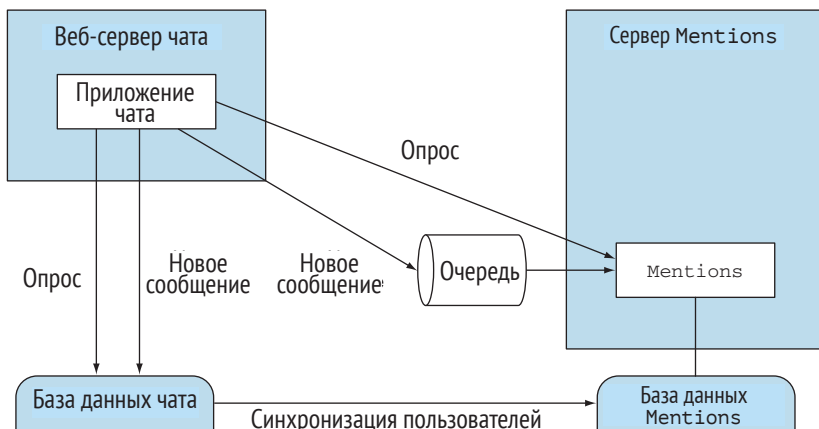 Веб-сервер чата
Сервер Mentions
Приложение
чата
Опрос
Опрос
Новое
сообщение
Новое
сообщение
Очередь
Mentions
База данных чата
Синхронизация пользователей
База данных
Mentions